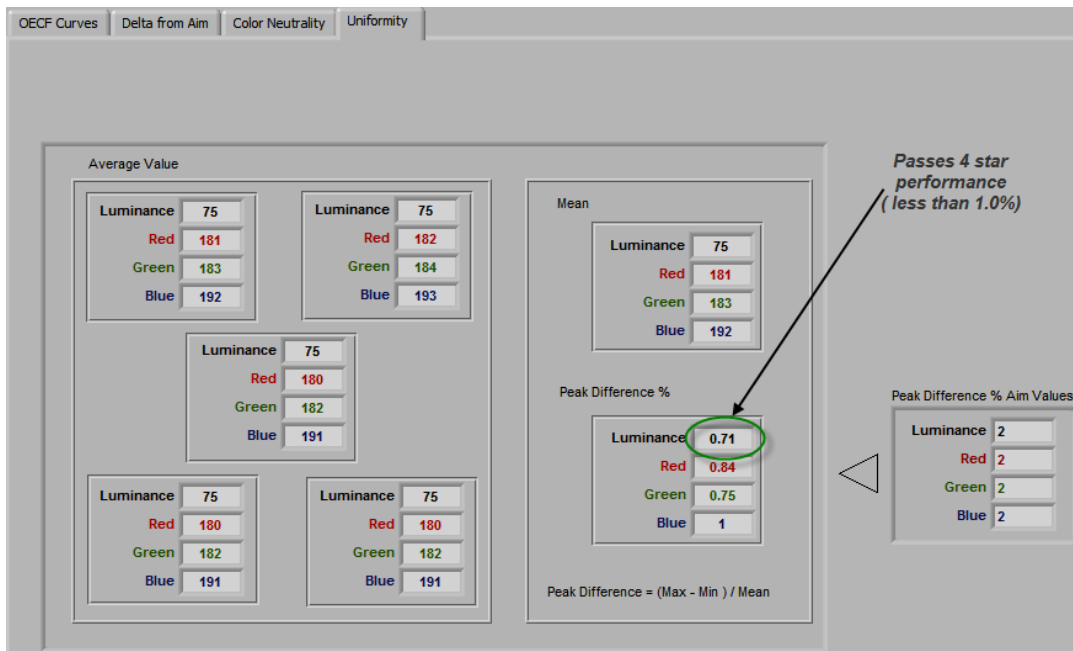 OECF Curves Delta from Aim Color Neutrality Uniformity
Average Value
Luminance 75
Red 181
Green 183
Blue 192
Luminance 75
Red 182
Green 184
Blue 193
Luminance 75
Red 180
Green 182
Blue 191
Luminance 75
Red 180
Green 182
Blue 191
Luminance 75
Red 180
Green 182
Blue 191
Mean
Luminance 75
Red 181
Green 183
Blue 192
Peak Difference %
Luminance 0.71
Red 0.84
Green 0.75
Blue 1
Peak Difference = (Max - Min ) / Mean
Passes 4 star
performance
( less than 1.0%)
Peak Difference % Aim Values
Luminance 2
Red 2
Green 2
Blue 2